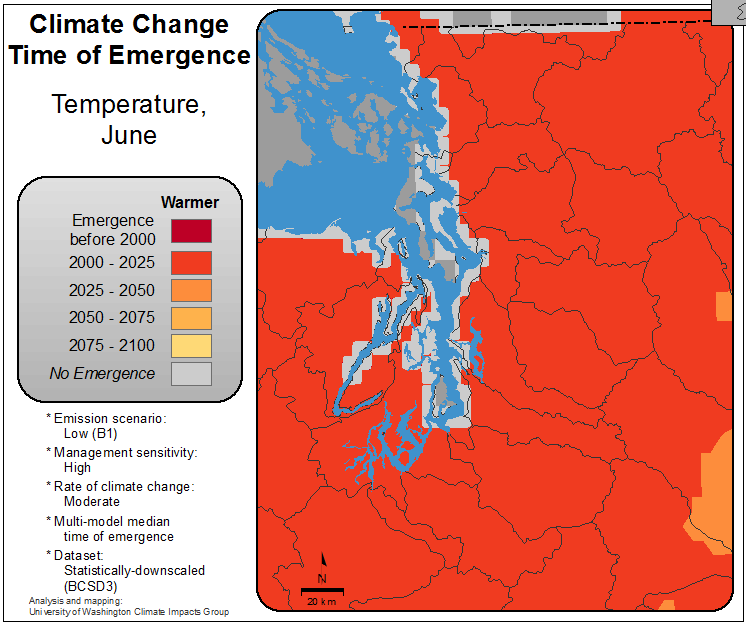 Climate Change
Time of Emergence
Temperature,
June
Warmer
Emergence
before 2000
2000 - 2025
2025 - 2050
2050 - 2075
2075 - 2100
No Emergence
* Emission scenario:
Low (B1)
* Management sensitivity:
High
* Rate of climate change:
Moderate
* Multi-model median
time of emergence
* Dataset:
Statistically-downscaled
(BCSD3)
Analysis and mapping:
University of Washington Climate Impacts Group
N
20 km